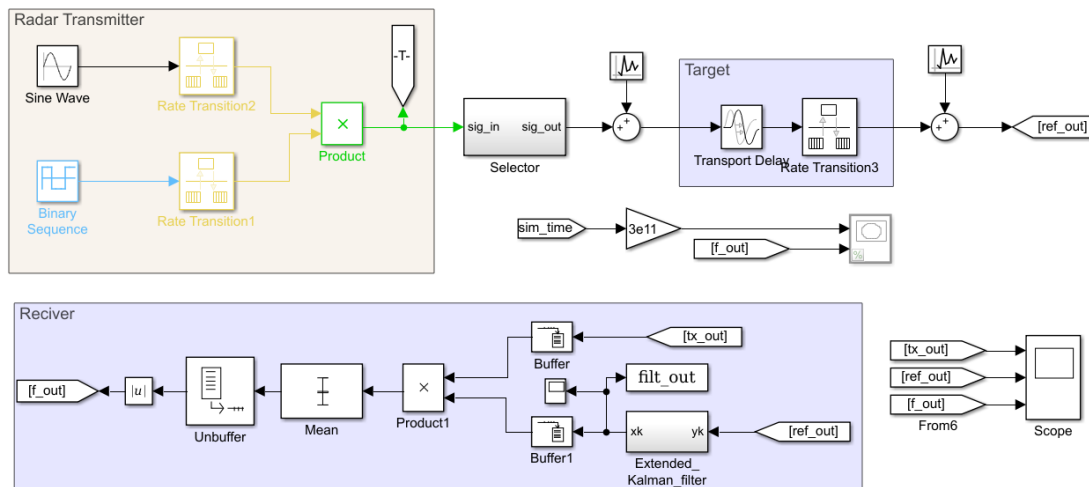 Radar Transmitter
Sine Wave
Rate Transition2
-T-
×
Product
Binary
Sequence
Rate Transition1
sig_in
sig_out
Selector
+
+
Target
Transport Delay
Rate Transition3
+
+
[ref_out]
sim_time
3e11
[f_out]
%
Reciver
[f_out]
|u|
Unbuffer
Mean
×
Product1
Buffer
[tx_out]
filt_out
Buffer1
xk
yk
Extended_
Kalman_filter
[ref_out]
[tx_out]
[ref_out]
[f_out]
From6
Scope